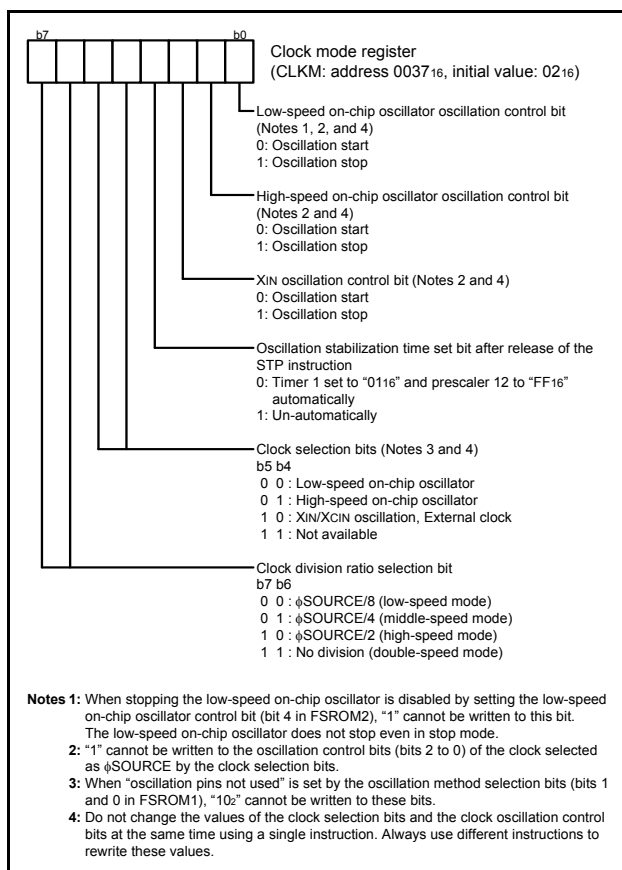 b7 b0
Clock mode register
(CLKM: address 003716, initial value: 0216)
Low-speed on-chip oscillator oscillation control bit
(Notes 1, 2, and 4)
0: Oscillation start
1: Oscillation stop
High-speed on-chip oscillator oscillation control bit
(Notes 2 and 4)
0: Oscillation start
1: Oscillation stop
XIN oscillation control bit (Notes 2 and 4)
0: Oscillation start
1: Oscillation stop
Oscillation stabilization time set bit after release of the
STP instruction
0: Timer 1 set to “0116” and prescaler 12 to “FF16”
automatically
1: Un-automatically
Clock selection bits (Notes 3 and 4)
b5 b4
0 0 : Low-speed on-chip oscillator
0 1 : High-speed on-chip oscillator
1 0 : XIN/XCIN oscillation, External clock
1 1 : Not available
Clock division ratio selection bit
b7 b6
0 0 : ϕSOURCE/8 (low-speed mode)
0 1 : ϕSOURCE/4 (middle-speed mode)
1 0 : ϕSOURCE/2 (high-speed mode)
1 1 : No division (double-speed mode)
Notes 1: When stopping the low-speed on-chip oscillator is disabled by setting the low-speed
on-chip oscillator control bit (bit 4 in FSROM2), “1” cannot be written to this bit.
The low-speed on-chip oscillator does not stop even in stop mode.
2: “1” cannot be written to the oscillation control bits (bits 2 to 0) of the clock selected
as ϕSOURCE by the clock selection bits.
3: When “oscillation pins not used” is set by the oscillation method selection bits (bits 1
and 0 in FSROM1), “102” cannot be written to these bits.
4: Do not change the values of the clock selection bits and the clock oscillation control
bits at the same time using a single instruction. Always use different instructions to
rewrite these values.